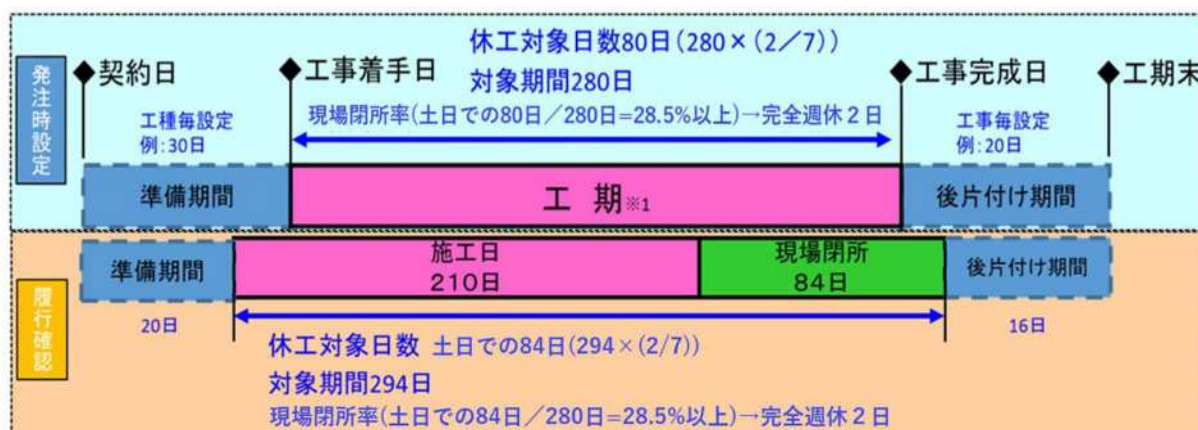 休工対象日数80日(280×(2/7))
発注時設定
◆契約日
◆工事着手日
対象期間280日
◆工事完成日
◆工期末
工種毎設定
例:30日
現場閉所率(土日での80日/280日=28.5%以上)→完全週休2日
工事毎設定
例:20日
準備期間
工 期※1
後片付け期間
履行確認
準備期間
施工日
210日
現場閉所
84日
後片付け期間
20日
16日
休工対象日数 土日での84日(294×(2/7))
対象期間294日
現場閉所率(土日での84日/280日=28.5%以上)→完全週休2日